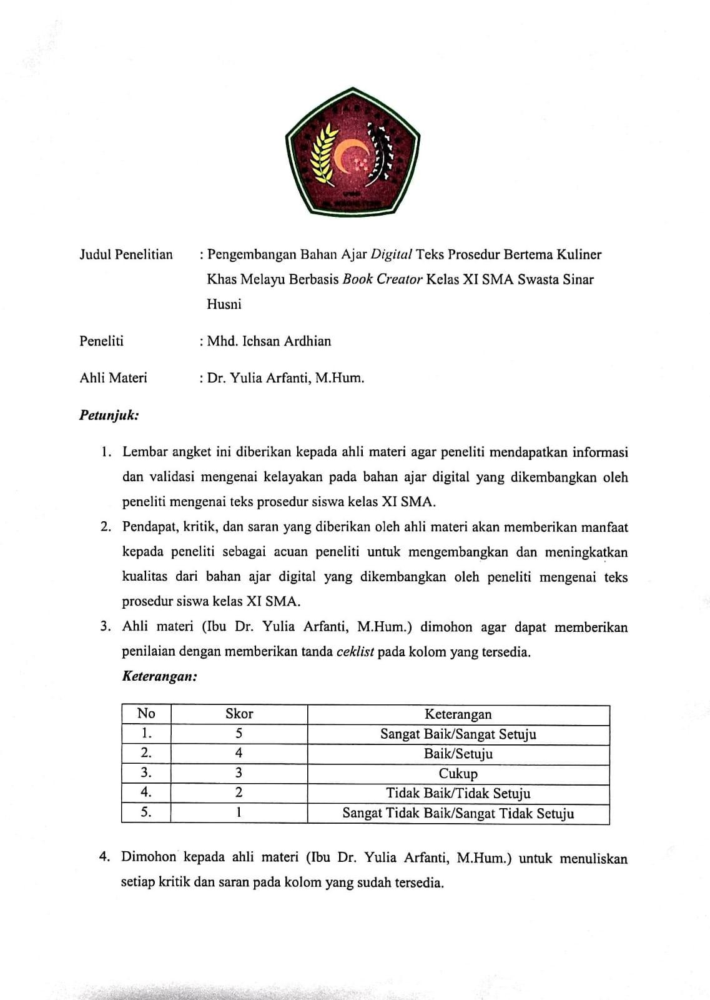 Judul Penelitian : Pengembangan Bahan Ajar Digital Teks Prosedur Bertema Kuliner
Khas Melayu Berbasis Book Creator Kelas XI SMA Swasta Sinar
Husni
Peneliti : Mhd. Ichsan Ardhian
Ahli Materi : Dr. Yulia Arfanti, M.Hum.
Petunjuk:
1. Lembar angket ini diberikan kepada ahli materi agar peneliti mendapatkan informasi
dan validasi mengenai kelayakan pada bahan ajar digital yang dikembangkan oleh
peneliti mengenai teks prosedur siswa kelas XI SMA.
2. Pendapat, kritik, dan saran yang diberikan oleh ahli materi akan memberikan manfaat
kepada peneliti sebagai acuan peneliti untuk mengembangkan dan meningkatkan
kualitas dari bahan ajar digital yang dikembangkan oleh peneliti mengenai teks
prosedur siswa kelas XI SMA.
3. Ahli materi (Ibu Dr. Yulia Arfanti, M.Hum.) dimohon agar dapat memberikan
penilaian dengan memberikan tanda ceklist pada kolom yang tersedia.
Keterangan:
No Skor Keterangan
1. 5 Sangat Baik/Sangat Setuju
2. 4 Baik/Setuju
3. 3 Cukup
4. 2 Tidak Baik/Tidak Setuju
5. 1 Sangat Tidak Baik/Sangat Tidak Setuju
4. Dimohon kepada ahli materi (Ibu Dr. Yulia Arfanti, M.Hum.) untuk menuliskan
setiap kritik dan saran pada kolom yang sudah tersedia.